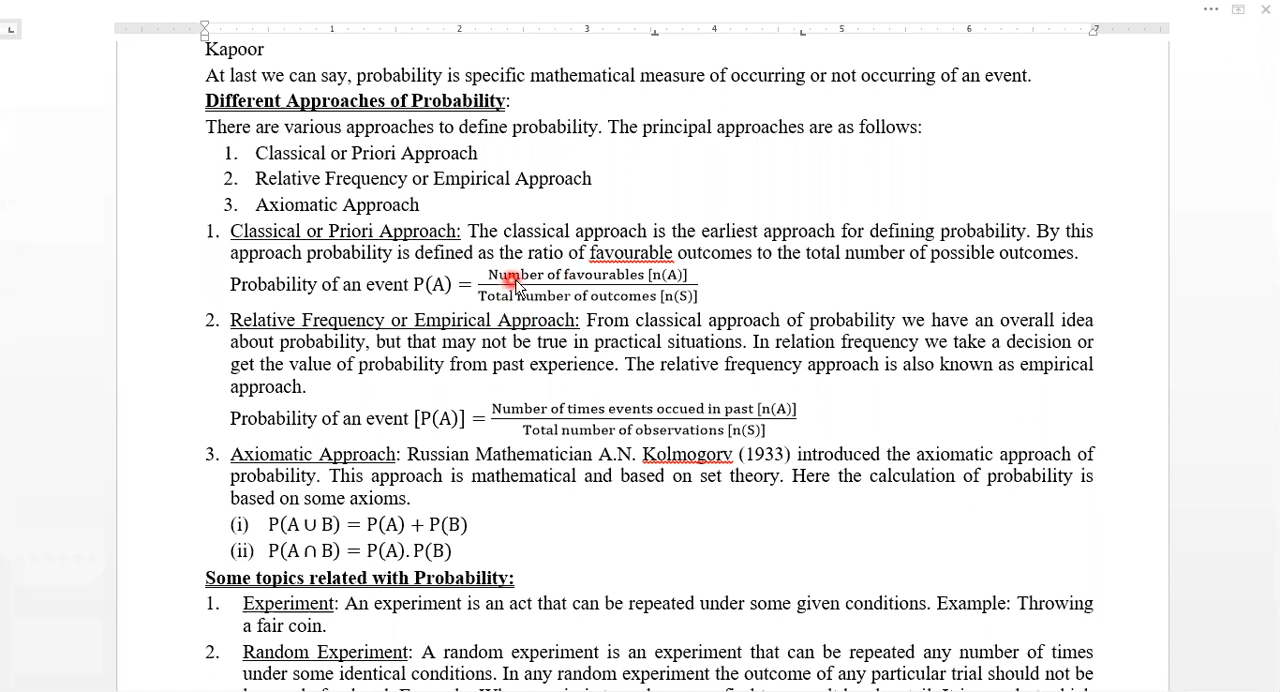 1 2 3 4 5 6 7
Kapoor
At last we can say, probability is specific mathematical measure of occurring or not occurring of an event.
Different Approaches of Probability:
There are various approaches to define probability. The principal approaches are as follows:
1. Classical or Priori Approach
2. Relative Frequency or Empirical Approach
3. Axiomatic Approach
1. Classical or Priori Approach: The classical approach is the earliest approach for defining probability. By this
approach probability is defined as the ratio of favourable outcomes to the total number of possible outcomes.
Probability of an event P(A) = Number of favourables [n(A)] / Total number of outcomes [n(S)]
2. Relative Frequency or Empirical Approach: From classical approach of probability we have an overall idea
about probability, but that may not be true in practical situations. In relation frequency we take a decision or
get the value of probability from past experience. The relative frequency approach is also known as empirical
approach.
Probability of an event [P(A)] = Number of times events occued in past [n(A)] / Total number of observations [n(S)]
3. Axiomatic Approach: Russian Mathematician A.N. Kolmogorv (1933) introduced the axiomatic approach of
probability. This approach is mathematical and based on set theory. Here the calculation of probability is
based on some axioms.
(i) P(A ∪ B) = P(A) + P(B)
(ii) P(A ∩ B) = P(A). P(B)
Some topics related with Probability:
1. Experiment: An experiment is an act that can be repeated under some given conditions. Example: Throwing
a fair coin.
2. Random Experiment: A random experiment is an experiment that can be repeated any number of times
under some identical conditions. In any random experiment the outcome of any particular trial should not be